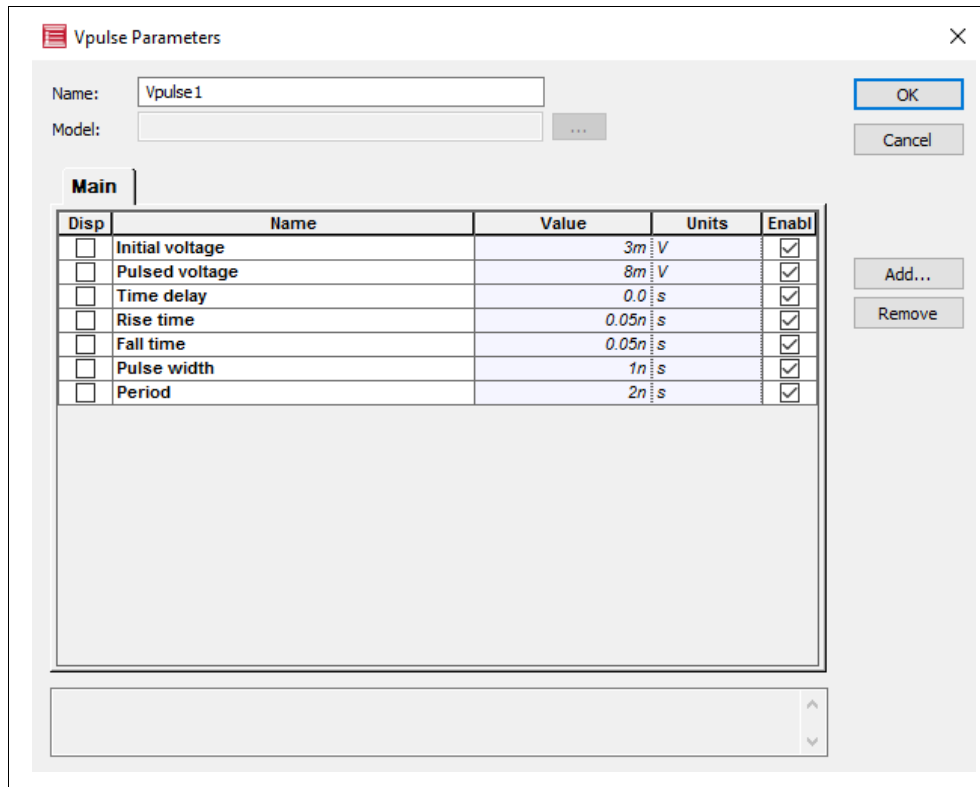 Vpulse Parameters
Name: Vpulse1 OK
Model: ... Cancel
Main
Disp Name Value Units Enabl
Initial voltage 3m V
Pulsed voltage 8m V Add...
Time delay 0.0 s
Rise time 0.05n s Remove
Fall time 0.05n s
Pulse width 1n s
Period 2n s